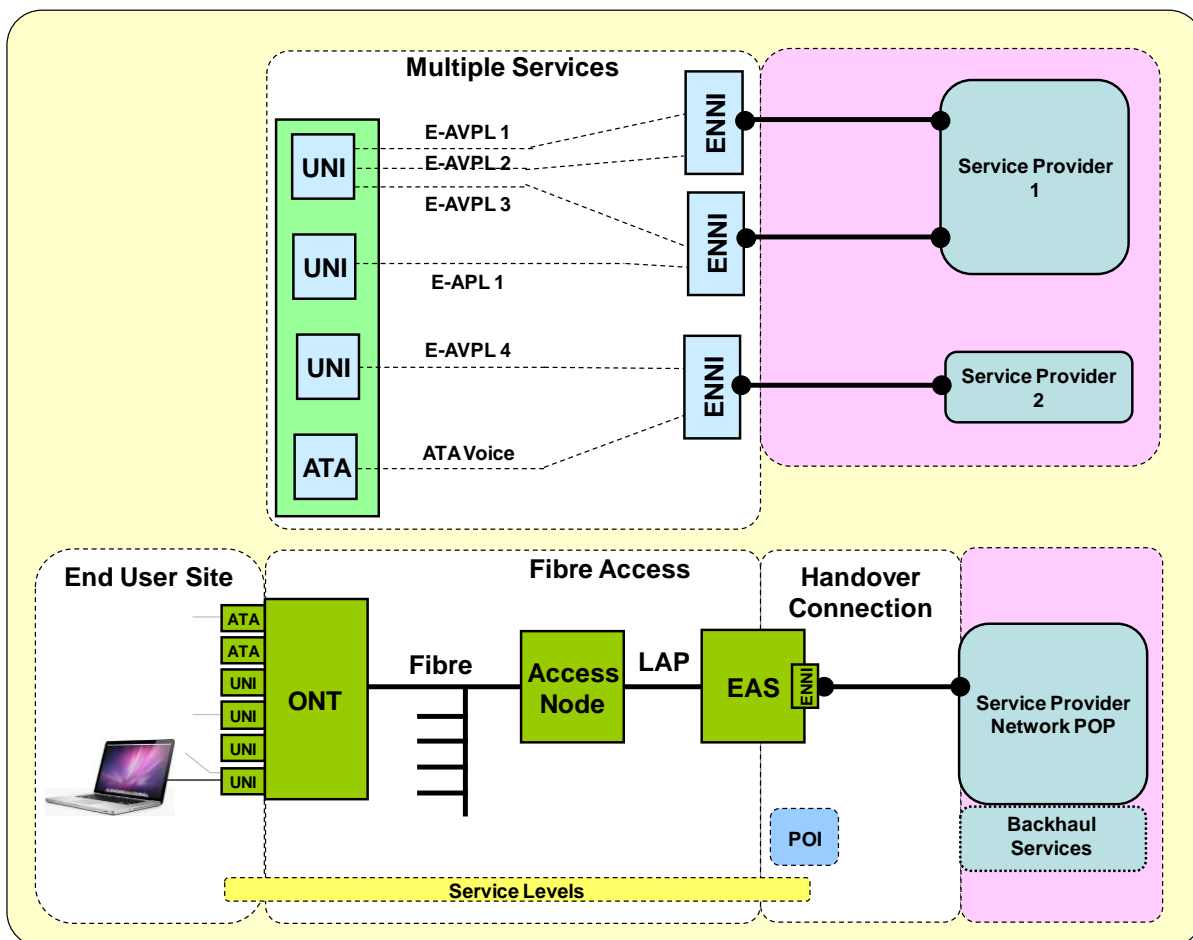 Multiple Services
E-AVPL 1
E-AVPL 2
E-AVPL 3
E-APL 1
E-AVPL 4
ATA Voice
UNI
UNI
UNI
ATA
ENNI
ENNI
ENNI
Service Provider
1
Service Provider
2
End User Site
Fibre Access
Handover
Connection
ATA
ATA
UNI
UNI
UNI
UNI
ONT
Fibre
Access
Node
LAP
EAS
ENNI
Service Provider
Network POP
POI
Backhaul
Services
Service Levels